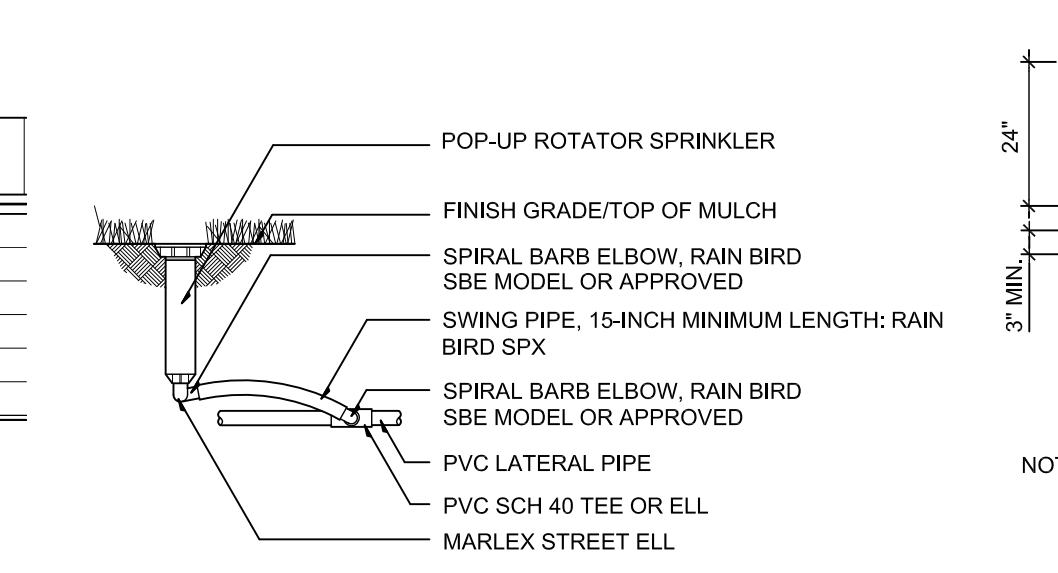 POP-UP ROTATOR SPRINKLER
FINISH GRADE/TOP OF MULCH
SPIRAL BARB ELBOW, RAIN BIRD
SBE MODEL OR APPROVED
SWING PIPE, 15-INCH MINIMUM LENGTH: RAIN
BIRD SPX
SPIRAL BARB ELBOW, RAIN BIRD
SBE MODEL OR APPROVED
PVC LATERAL PIPE
PVC SCH 40 TEE OR ELL
MARLEX STREET ELL
24"
3" MIN.
NOT